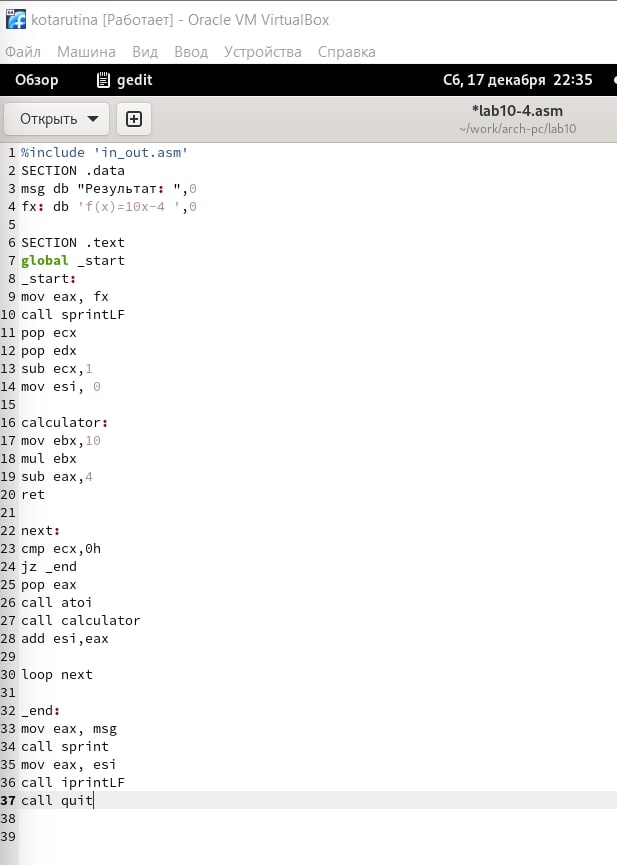 kotarutina [Работает] - Oracle VM VirtualBox
Файл Машина Вид Ввод Устройства Справка
Обзор gedit Сб, 17 декабря 22:35
Открыть *lab10-4.asm
~/work/arch-pc/lab10
1 %include 'in_out.asm'
2 SECTION .data
3 msg db "Результат: ",0
4 fx: db 'f(x)=10x-4 ',0
5
6 SECTION .text
7 global _start
8 _start:
9 mov eax, fx
10 call sprintLF
11 pop ecx
12 pop edx
13 sub ecx,1
14 mov esi, 0
15
16 calculator:
17 mov ebx,10
18 mul ebx
19 sub eax,4
20 ret
21
22 next:
23 cmp ecx,0h
24 jz _end
25 pop eax
26 call atoi
27 call calculator
28 add esi,eax
29
30 loop next
31
32 _end:
33 mov eax, msg
34 call sprint
35 mov eax, esi
36 call iprintLF
37 call quit
38
39